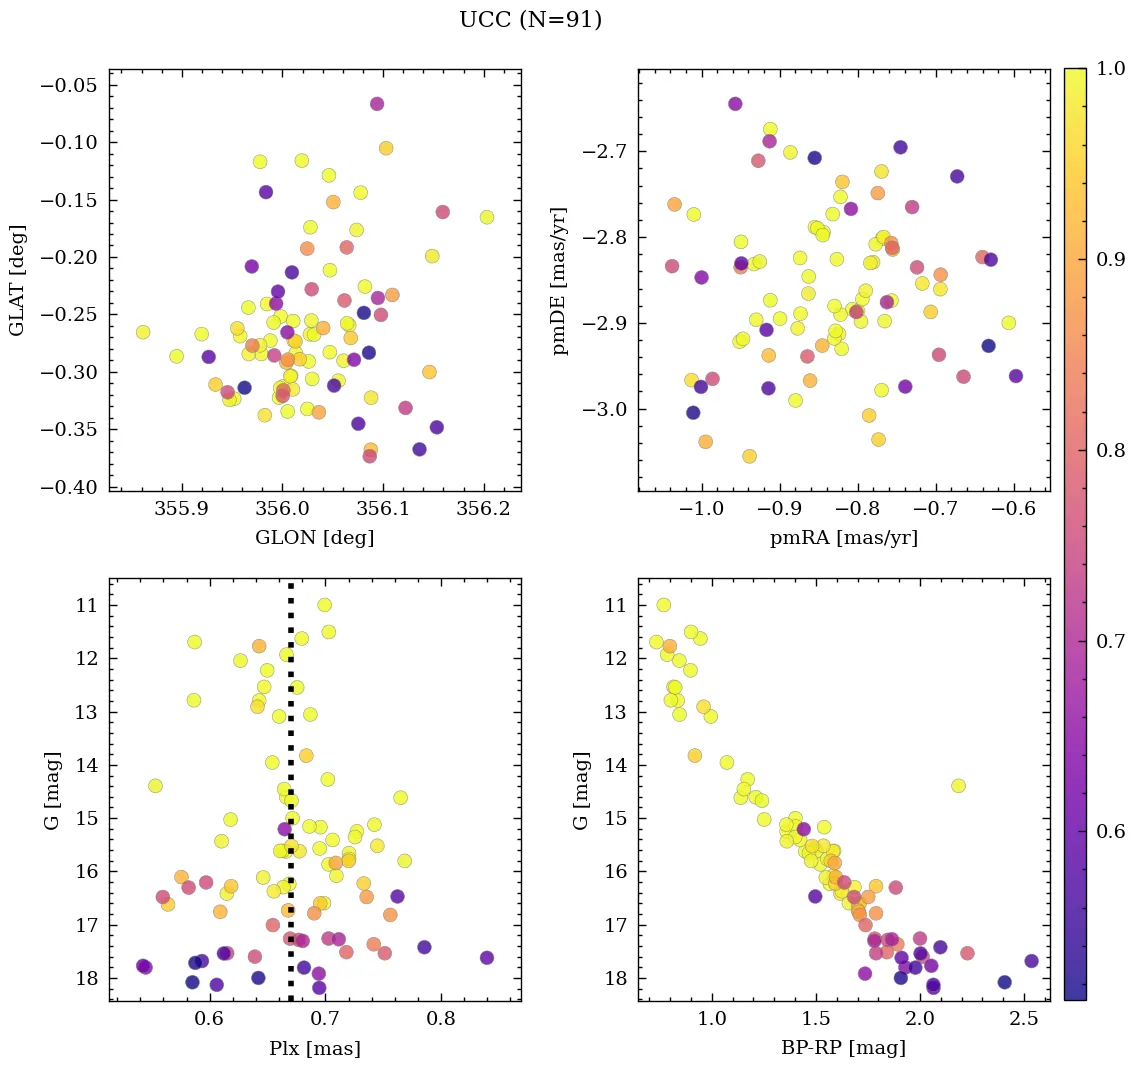 UCC (N=91)
−0.05
−0.10
−0.15
−0.20
−0.25
−0.30
−0.35
−0.40
GLAT [deg]
355.9 356.0 356.1 356.2
GLON [deg]
−2.7
−2.8
−2.9
−3.0
pmDE [mas/yr]
−1.0 −0.9 −0.8 −0.7 −0.6
pmRA [mas/yr]
1.0
0.9
0.8
0.7
0.6
11
12
13
14
15
16
17
18
G [mag]
0.6 0.7 0.8
Plx [mas]
11
12
13
14
15
16
17
18
G [mag]
1.0 1.5 2.0 2.5
BP-RP [mag]